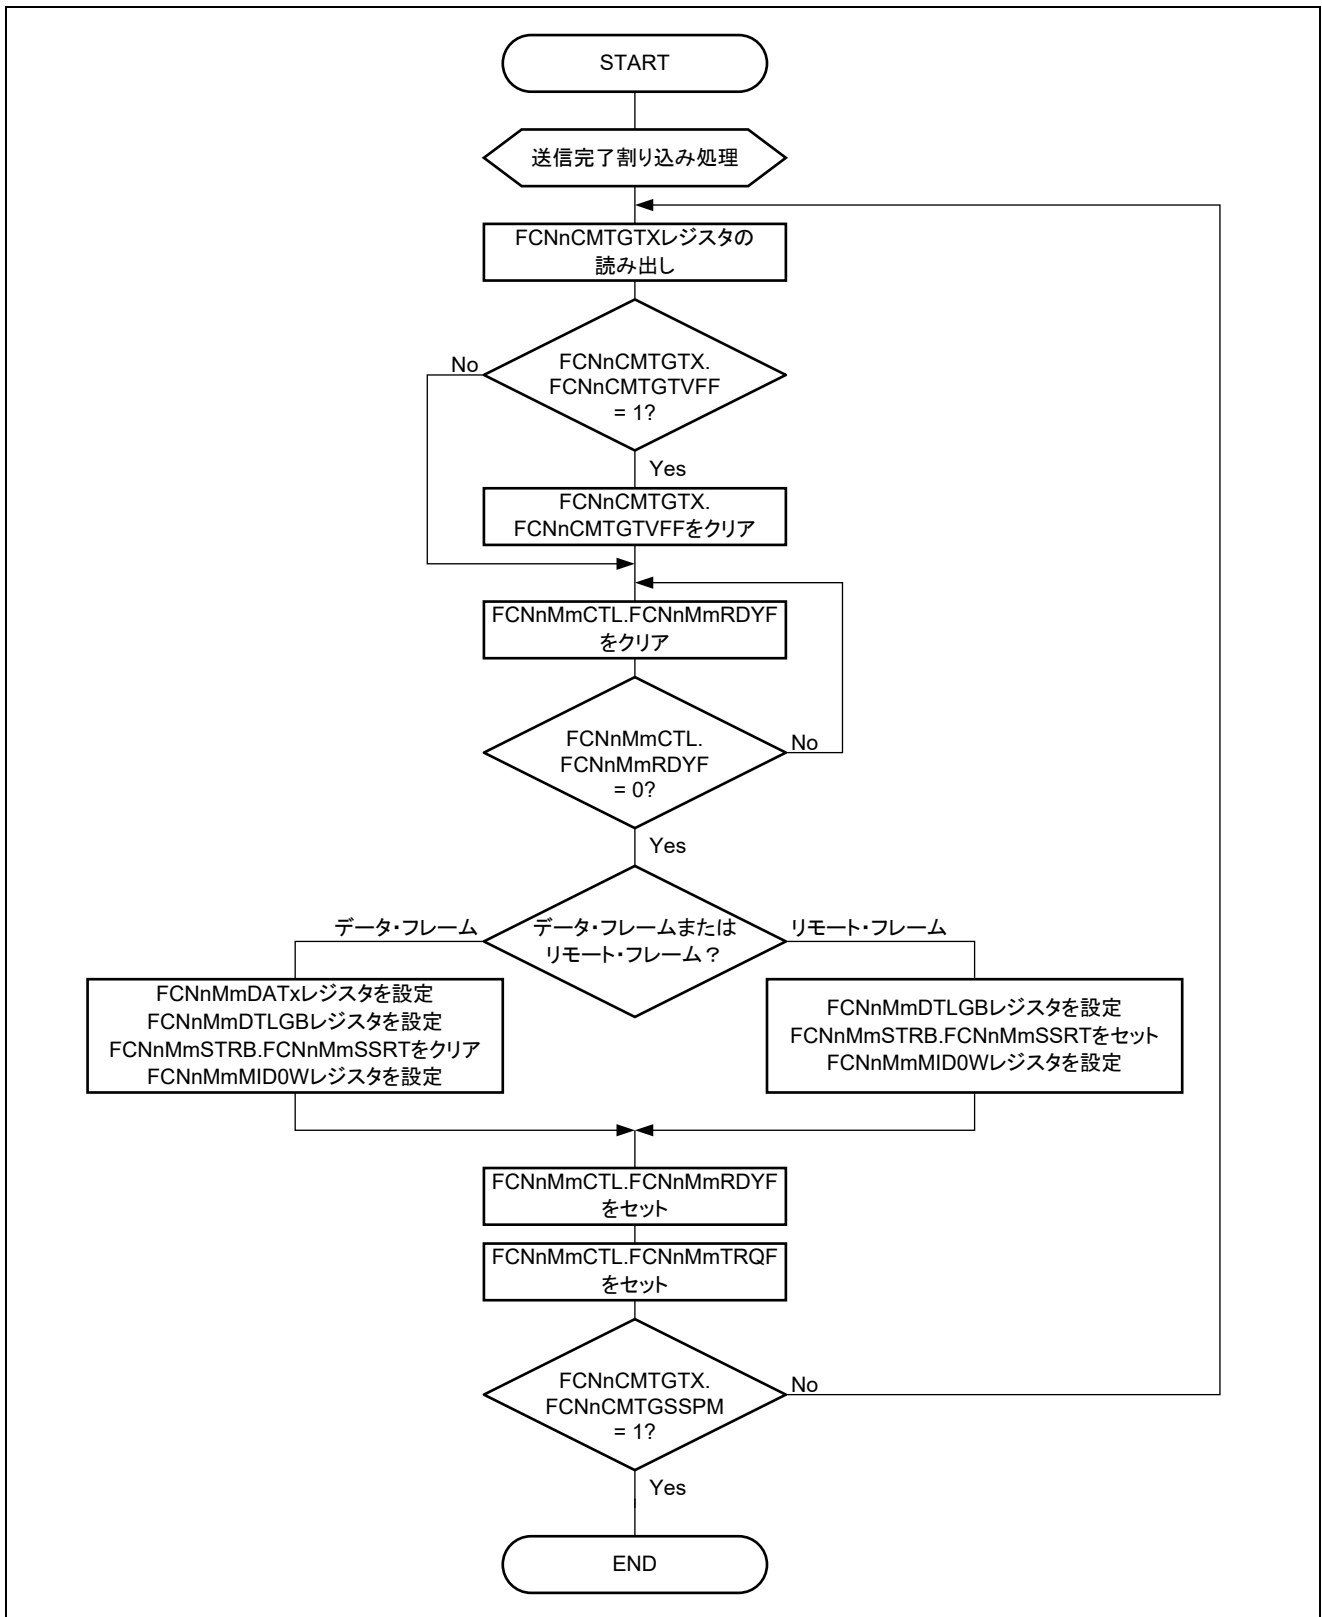 START
送信完了割り込み処理
FCNnCMTGTXレジスタの
読み出し
FCNnCMTGTX.
FCNnCMTGTVFF
= 1?
No
Yes
FCNnCMTGTX.
FCNnCMTGTVFFをクリア
FCNnMmCTL.FCNnMmRDYF
をクリア
FCNnMmCTL.
FCNnMmRDYF
= 0?
No
Yes
データ・フレーム
データ・フレームまたは
リモート・フレーム？
リモート・フレーム
FCNnMmDATxレジスタを設定
FCNnMmDTLGBレジスタを設定
FCNnMmSTRB.FCNnMmSSRTをクリア
FCNnMmMID0Wレジスタを設定
FCNnMmDTLGBレジスタを設定
FCNnMmSTRB.FCNnMmSSRTをセット
FCNnMmMID0Wレジスタを設定
FCNnMmCTL.FCNnMmRDYF
をセット
FCNnMmCTL.FCNnMmTRQF
をセット
FCNnCMTGTX.
FCNnCMTGSSPM
= 1?
No
Yes
END